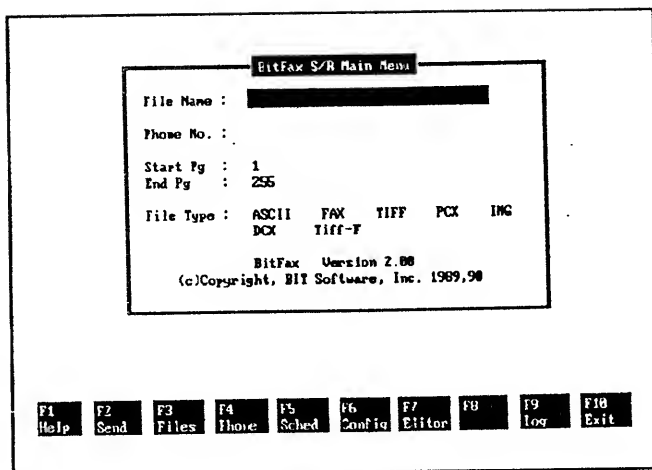 BitFax S/R Main Menu
File Name :
Phone No. :
Start Pg : 1
End Pg : 255
File Type : ASCII FAX TIFF PCX IMG
DCX Tiff-F
BitFax Version 2.00
(c)Copyright, BIT Software, Inc. 1989,90
F1 F2 F3 F4 F5 F6 F7 F8 F9 F10
Help Send Files Phone Sched Config Editor Log Exit